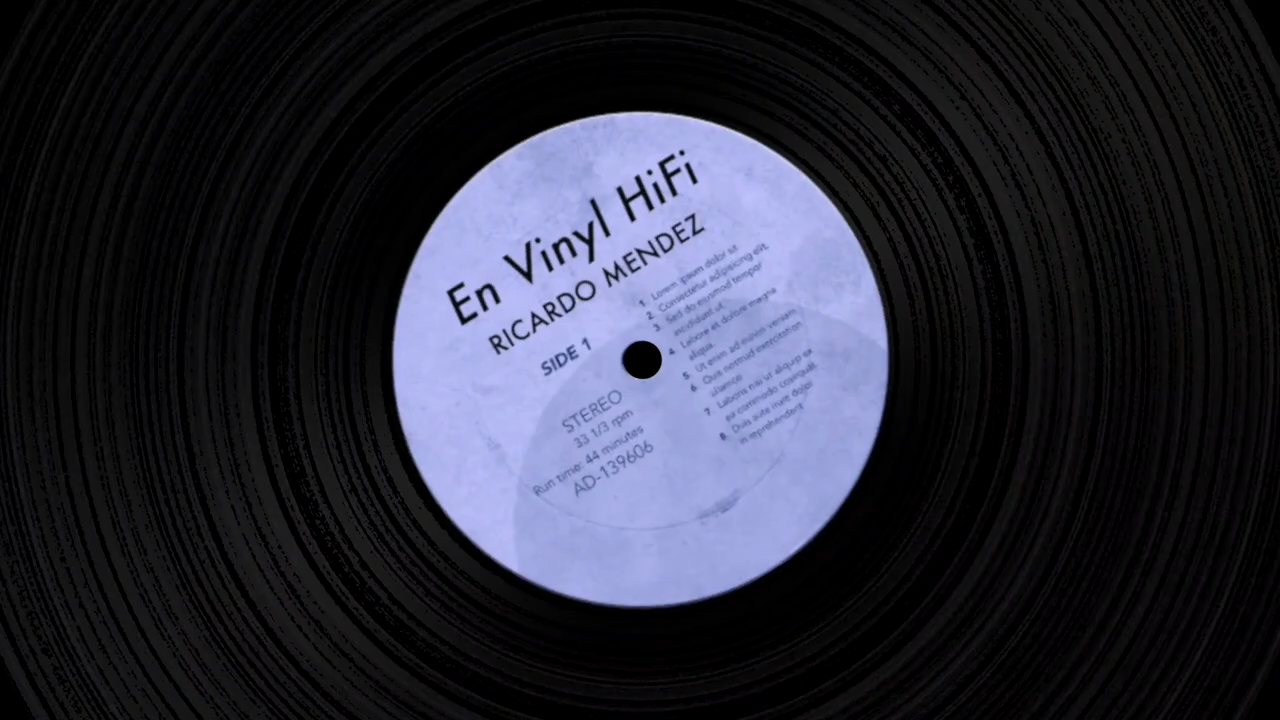 En Vinyl HiFi
RICARDO MENDEZ
SIDE 1
STEREO
33 1/3 rpm
Run time: 44 minutes
AD-139606
1. Lorem ipsum dolor sit
2. Consectetur adipisicing elit,
3. Sed do eiusmod tempor
incididunt ut
4. Labore et dolore magna
aliqua.
5. Ut enim ad minim veniam
6. Quis nostrud exercitation
ullamco
7. Laboris nisi ut aliquip ex
ea commodo consequat.
8. Duis aute irure dolor
in reprehenderit